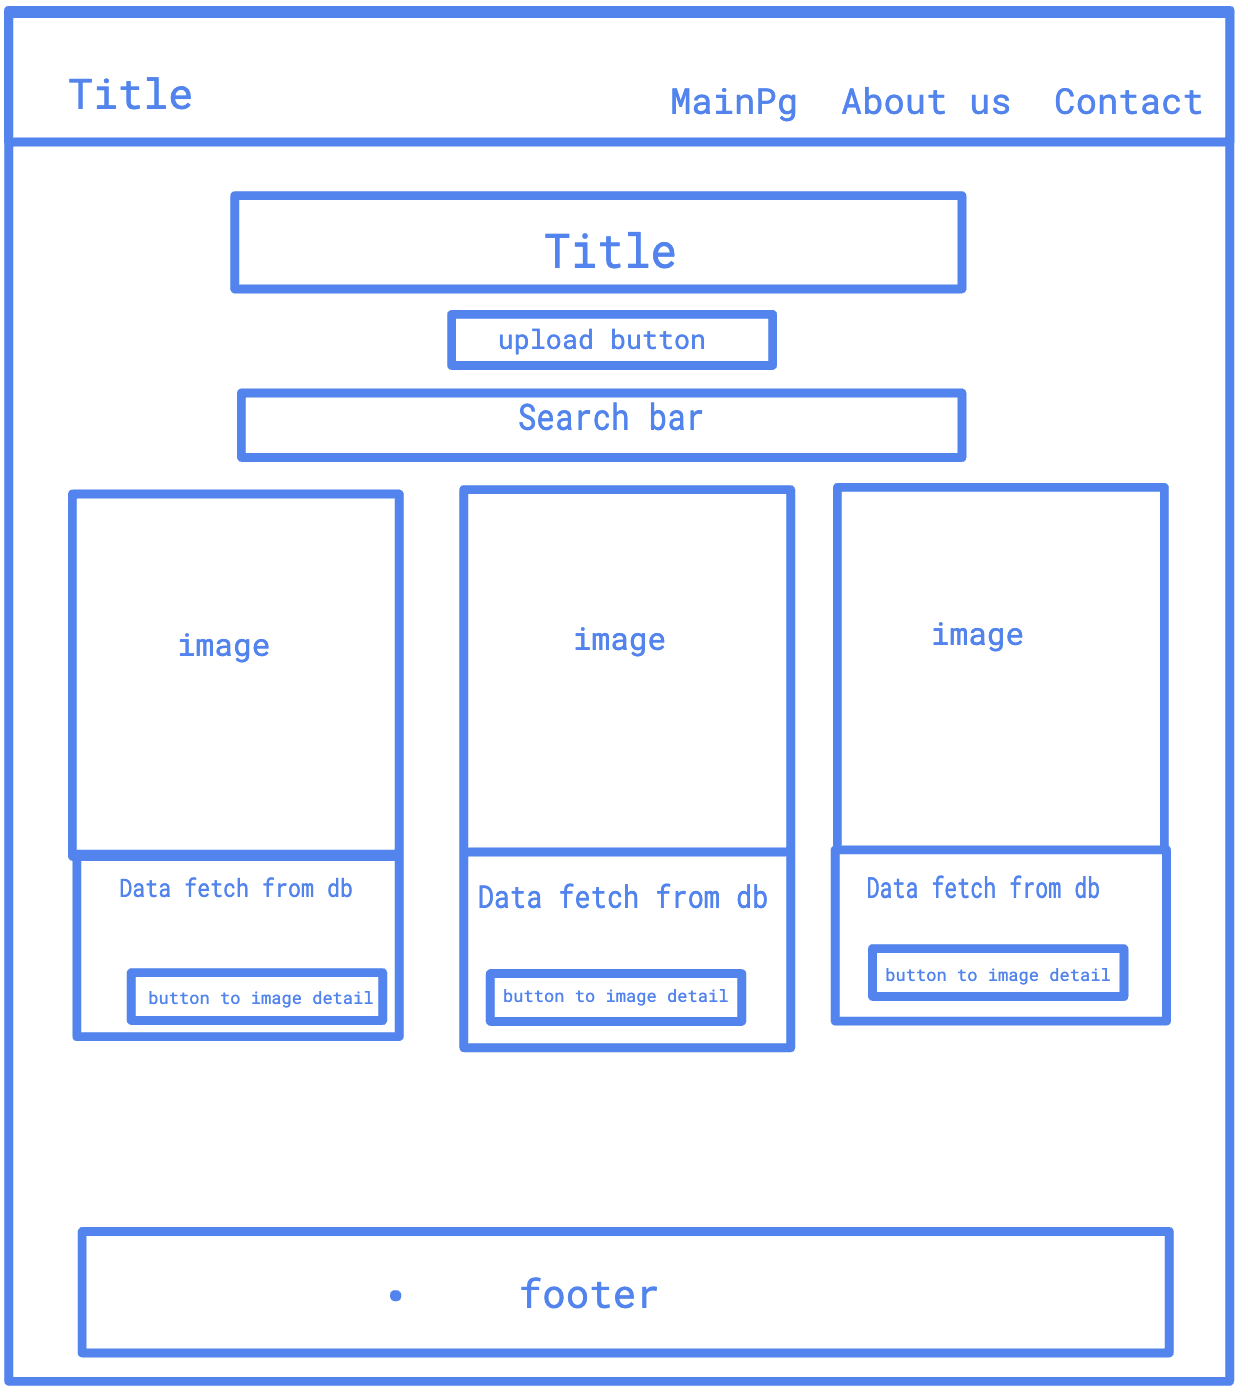 Title
MainPg About us Contact
Title
upload button
Search bar
image
image
image
Data fetch from db
Data fetch from db
Data fetch from db
button to image detail
button to image detail
button to image detail
footer